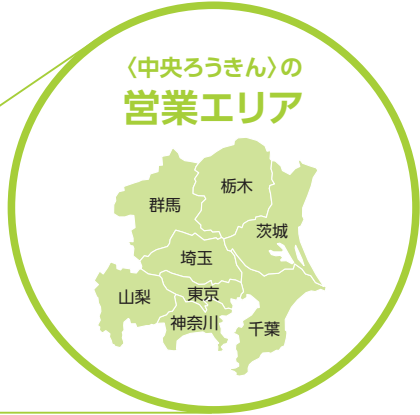 〈中央ろうきん〉の
営業エリア
栃木
群馬
茨城
埼玉
山梨
東京
神奈川
千葉